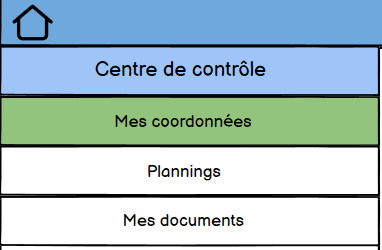 Centre de contrôle
Mes coordonnées
Plannings
Mes documents